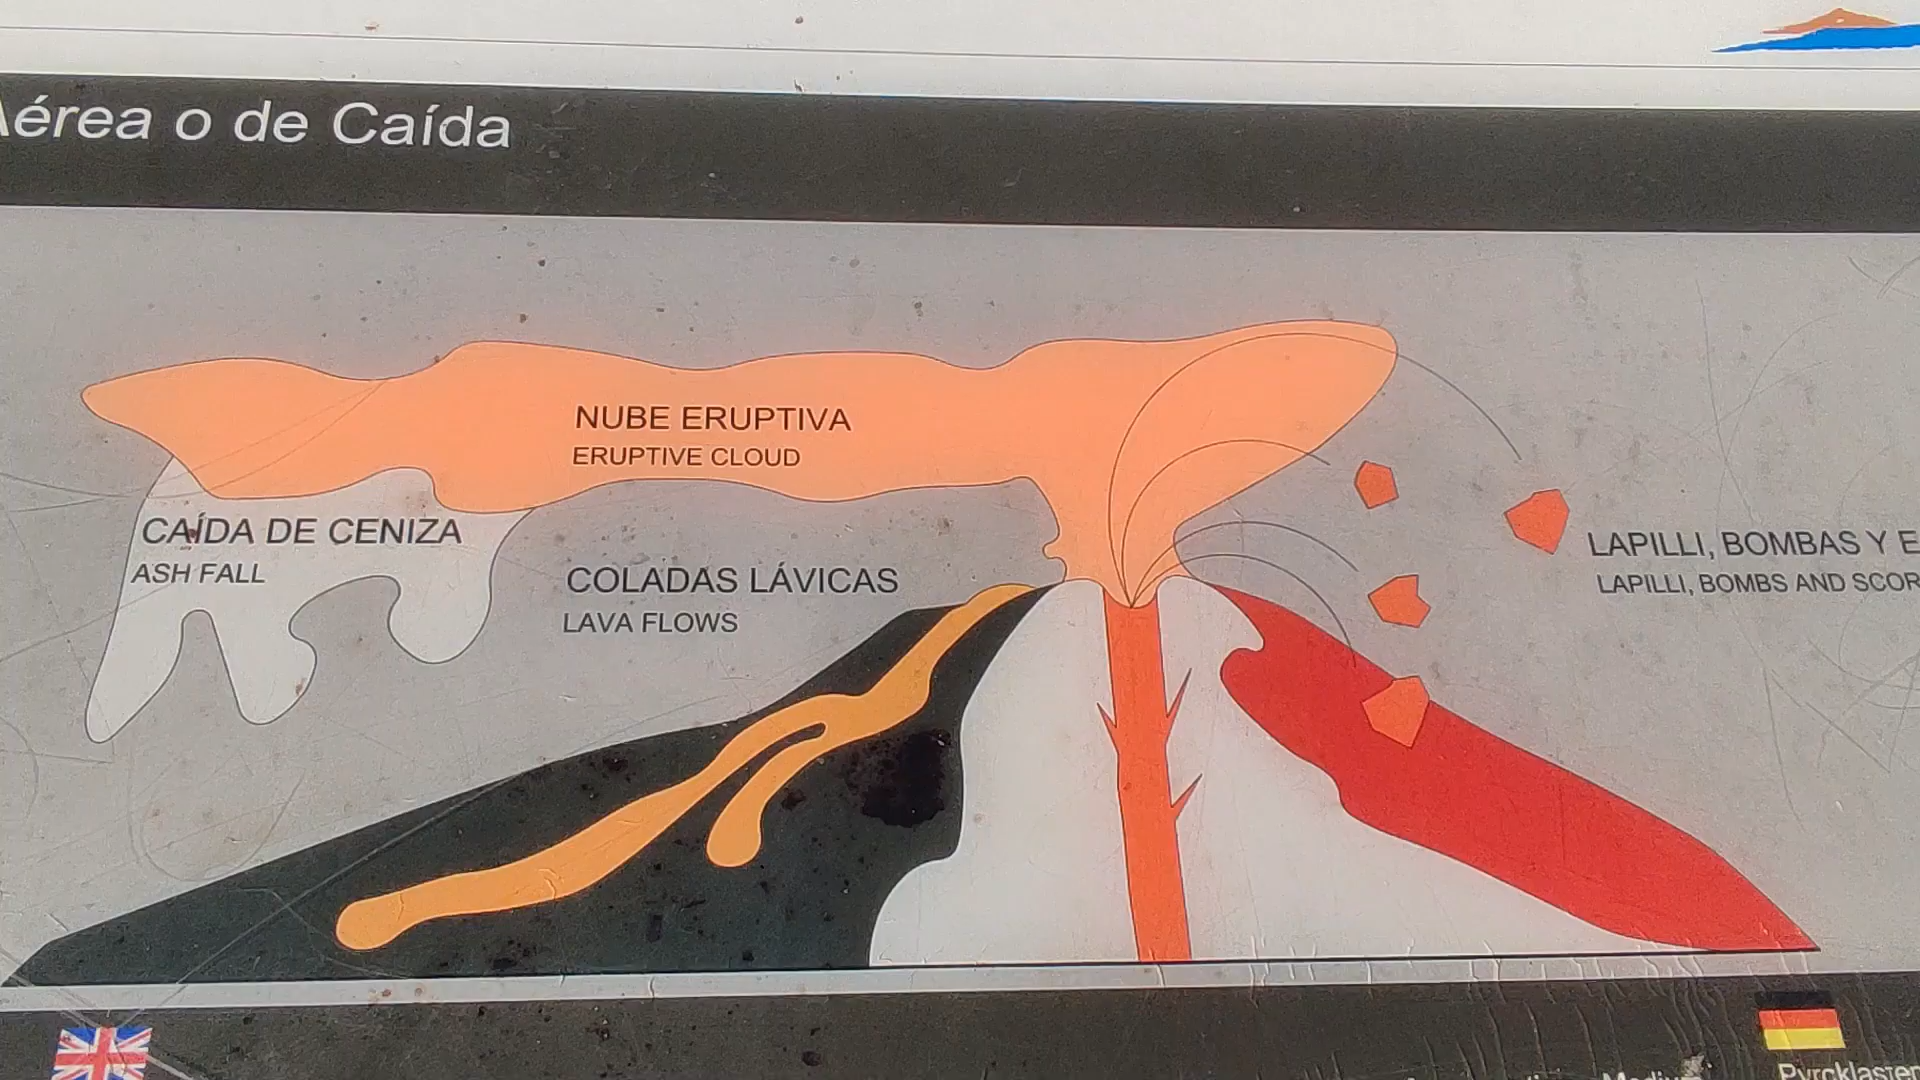 Aérea o de Caída
NUBE ERUPTIVA
ERUPTIVE CLOUD
CAÍDA DE CENIZA
ASH FALL
COLADAS LÁVICAS
LAVA FLOWS
LAPILLI, BOMBAS Y E
LAPILLI, BOMBS AND SCOR